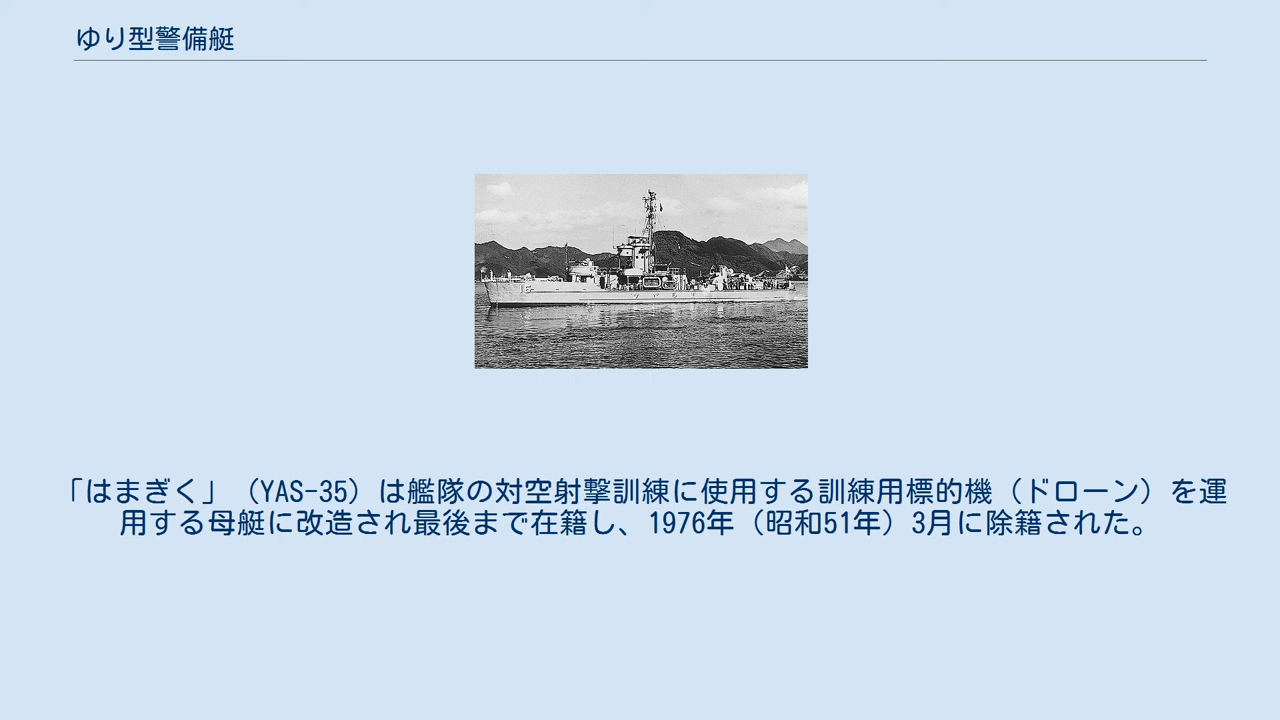 ゆり型警備艇
「はまぎく」（YAS-35）は艦隊の対空射撃訓練に使用する訓練用標的機（ドローン）を運
用する母艇に改造され最後まで在籍し、1976年（昭和51年）3月に除籍された。